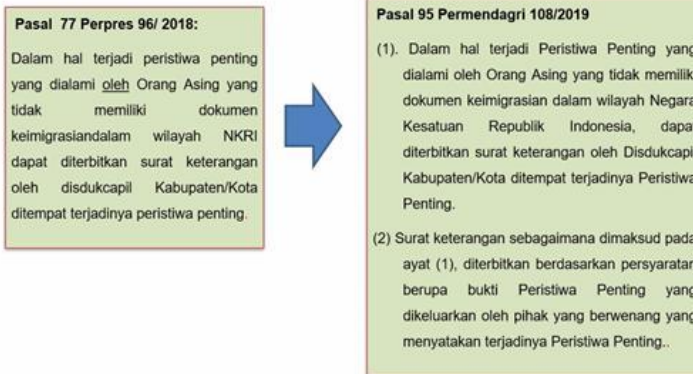 Pasal 77 Perpres 96/ 2018:
Dalam hal terjadi peristiwa penting
yang dialami oleh Orang Asing yang
tidak memiliki dokumen
keimigrasiandalam wilayah NKRI
dapat diterbitkan surat keterangan
oleh disdukcapil Kabupaten/Kota
ditempat terjadinya peristiwa penting.
Pasal 95 Permendagri 108/2019
(1). Dalam hal terjadi Peristiwa Penting yang
dialami oleh Orang Asing yang tidak memiliki
dokumen keimigrasian dalam wilayah Negara
Kesatuan Republik Indonesia, dapat
diterbitkan surat keterangan oleh Disdukcapil
Kabupaten/Kota ditempat terjadinya Peristiwa
Penting.
(2) Surat keterangan sebagaimana dimaksud pada
ayat (1), diterbitkan berdasarkan persyaratan
berupa bukti Peristiwa Penting yang
dikeluarkan oleh pihak yang berwenang yang
menyatakan terjadinya Peristiwa Penting..